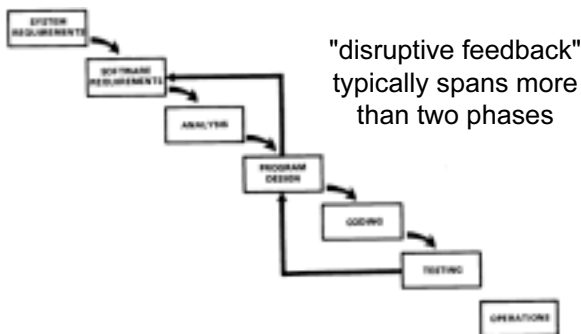 SYSTEM
REQUIREMENTS
"disruptive feedback"
typically spans more
than two phases
SOFTWARE
REQUIREMENTS
ANALYSIS
PROGRAM
DESIGN
CODING
TESTING
OPERATIONS